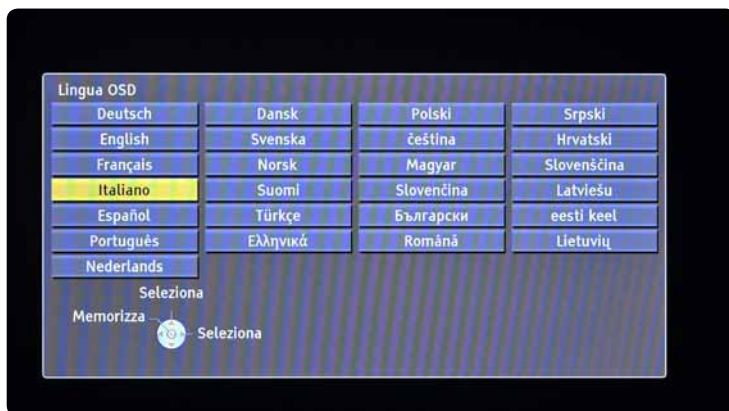 Lingua OSD
Deutsch Dansk Polski Srpski
English Svenska čeština Hrvatski
Français Norsk Magyar Slovenščina
Italiano Suomi Slovenčina Latviešu
Español Türkçe Български eesti keel
Português Ελληνικά Română Lietuvių
Nederlands
Seleziona
Memorizza
Seleziona